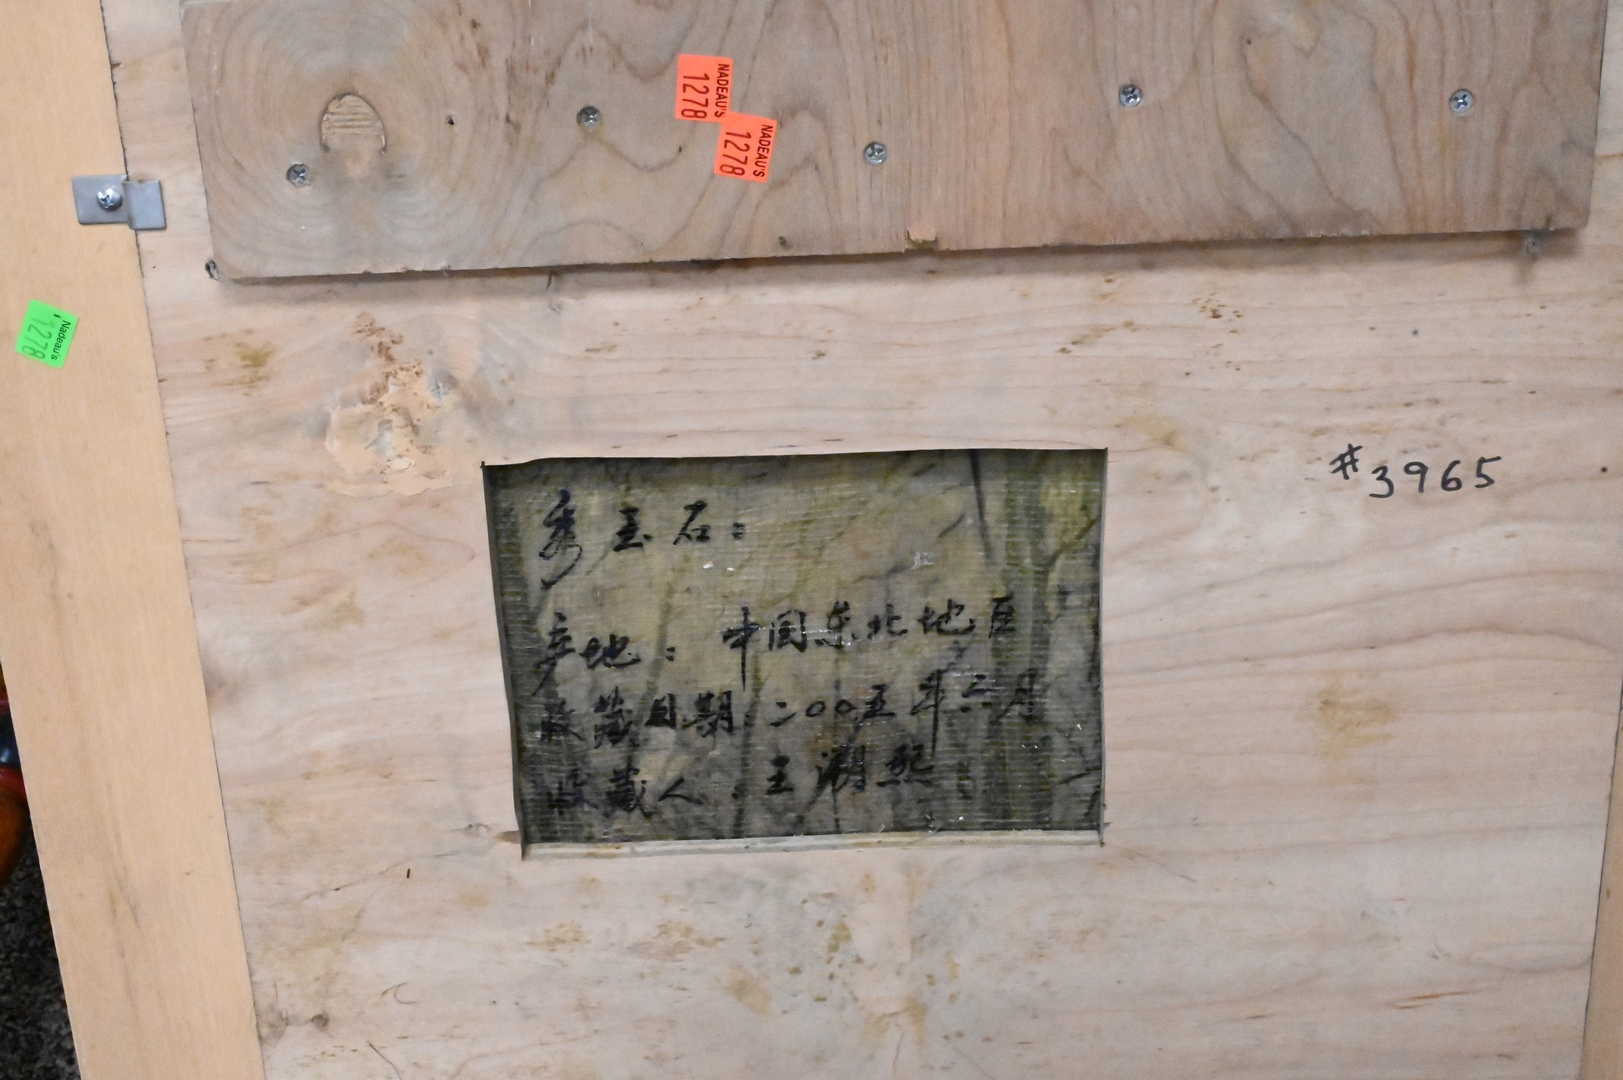 NADEAU'S
1278
NADEAU'S
1278
Nadeau's
1278
#3965
秀玉石：
产地：中国东北地区
收藏日期：二00五年二月
收藏人：王湖熙